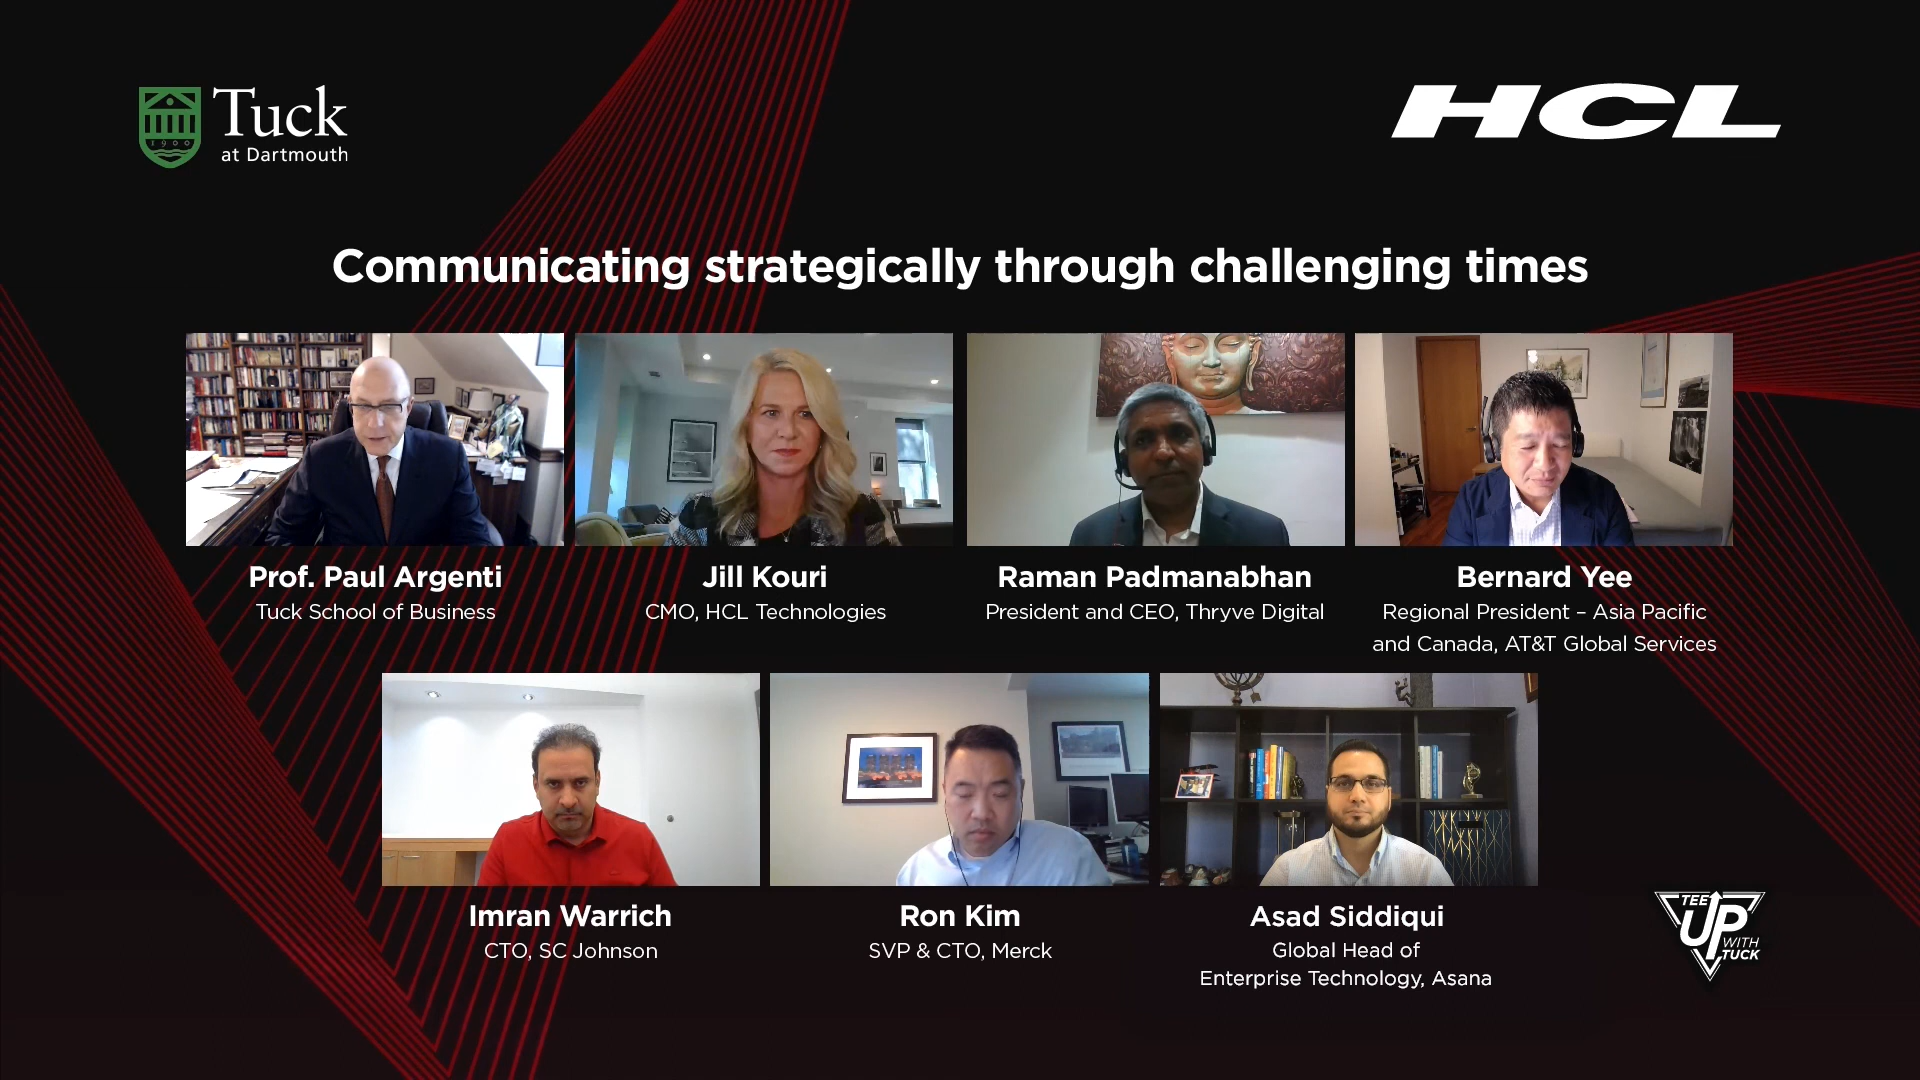 Tuck
at Dartmouth
1900
HCL
Communicating strategically through challenging times
Prof. Paul Argenti
Tuck School of Business
Jill Kouri
CMO, HCL Technologies
Raman Padmanabhan
President and CEO, Thryve Digital
Bernard Yee
Regional President – Asia Pacific
and Canada, AT&T Global Services
Imran Warrich
CTO, SC Johnson
Ron Kim
SVP & CTO, Merck
Asad Siddiqui
Global Head of
Enterprise Technology, Asana
TEE
UP
WITH
TUCK